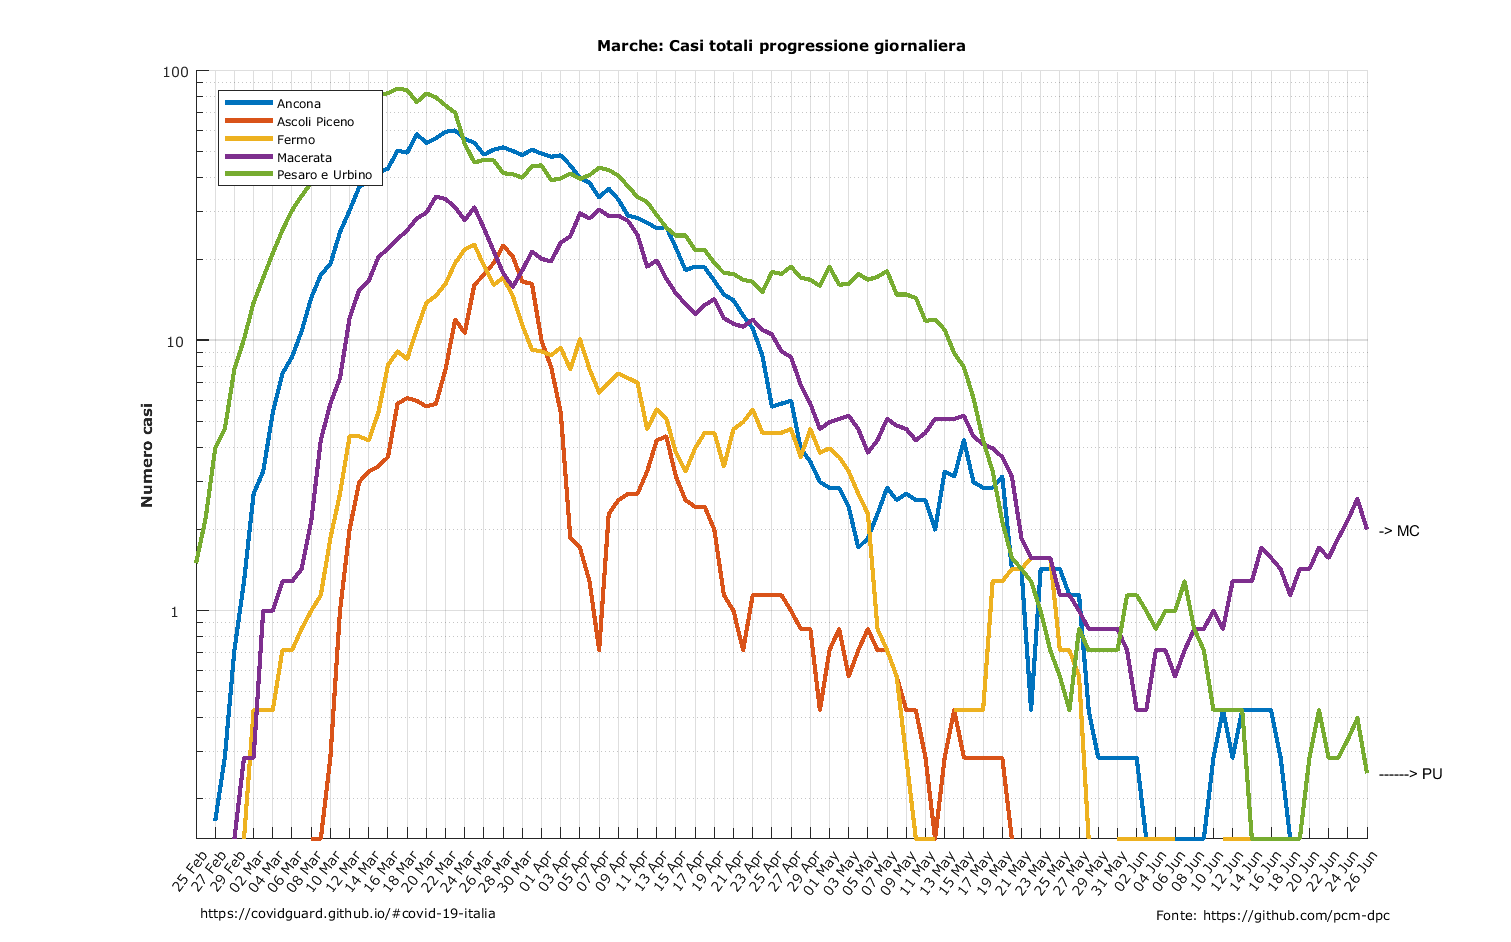 Marche: Casi totali progressione giornaliera
100
10
1
Numero casi
Ancona
Ascoli Piceno
Fermo
Macerata
Pesaro e Urbino
-> MC
------> PU
25 Feb
27 Feb
29 Feb
02 Mar
04 Mar
06 Mar
08 Mar
10 Mar
12 Mar
14 Mar
16 Mar
18 Mar
20 Mar
22 Mar
24 Mar
26 Mar
28 Mar
30 Mar
01 Apr
03 Apr
05 Apr
07 Apr
09 Apr
11 Apr
13 Apr
15 Apr
17 Apr
19 Apr
21 Apr
23 Apr
25 Apr
27 Apr
29 Apr
01 May
03 May
05 May
07 May
09 May
11 May
13 May
15 May
17 May
19 May
21 May
23 May
25 May
27 May
29 May
31 May
02 Jun
04 Jun
06 Jun
08 Jun
10 Jun
12 Jun
14 Jun
16 Jun
18 Jun
20 Jun
22 Jun
24 Jun
26 Jun
https://covidguard.github.io/#covid-19-italia
Fonte: https://github.com/pcm-dpc